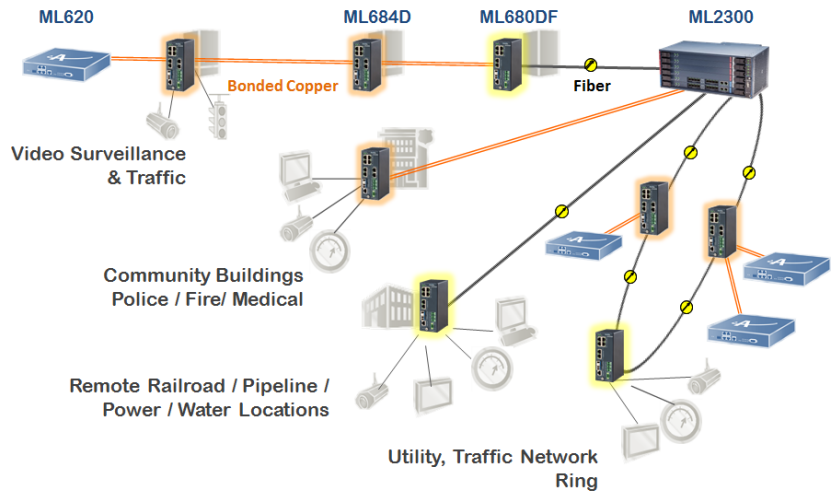 ML620
ML684D
ML680DF
ML2300
Bonded Copper
Fiber
Video Surveillance
& Traffic
Community Buildings
Police / Fire/ Medical
Remote Railroad / Pipeline /
Power / Water Locations
Utility, Traffic Network
Ring